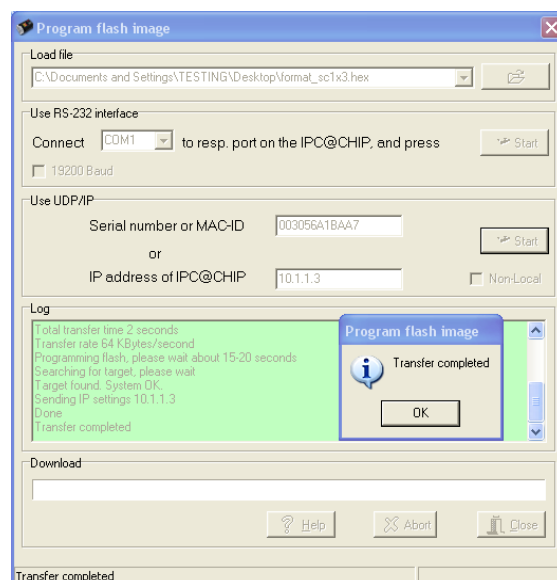 Program flash image
Load file
C:\Documents and Settings\TESTING\Desktop\format_sc1x3.hex
Use RS-232 interface
Connect COM1 to resp. port on the IPC@CHIP, and press Start
19200 Baud
Use UDP/IP
Serial number or MAC-ID 003056A1BAA7
Start
or
IP address of IPC@CHIP 10.1.1.3 Non-Local
Log
Total transfer time 2 seconds
Transfer rate 64 KBytes/second
Programming flash, please wait about 15-20 seconds
Searching for target, please wait
Target found. System OK.
Sending IP settings 10.1.1.3
Done
Transfer completed
Program flash image
Transfer completed
OK
Download
Help Abort Close
Transfer completed